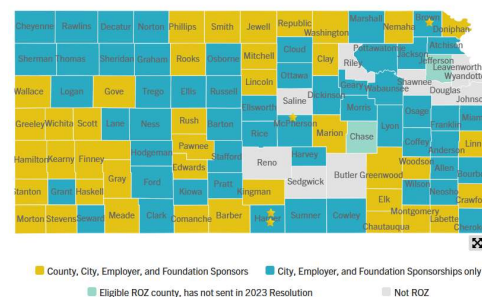 Cheyenne Rawlins Decatur Norton Phillips Smith Jewell Republic Washington Marshall Nemaha Brown Doniphan
Sherman Thomas Sheridan Graham Rooks Osborne Mitchell Cloud Clay Riley Pottawatomie Jackson Atchison Jefferson Leavenworth Wyandotte
Wallace Logan Gove Trego Ellis Russell Lincoln Ottawa Saline Dickinson Geary Wabaunsee Shawnee Douglas Johnso
Greeley Wichita Scott Lane Ness Rush Barton Ellsworth Rice McPherson Marion Morris Chase Lyon Osage Franklin Miam
Hamilton Kearny Finney Hodgeman Pawnee Edwards Stafford Reno Harvey Coffey Anderson Linn
Stanton Grant Haskell Gray Ford Kiowa Pratt Kingman Sedgwick Butler Greenwood Woodson Allen Bourb
Morton Stevens Seward Meade Clark Comanche Barber Harper Sumner Cowley Elk Chautauqua Wilson Montgomery Neosho Labette Crawfo Cheroke
County, City, Employer, and Foundation Sponsors City, Employer, and Foundation Sponsorships only
Eligible ROZ county, has not sent in 2023 Resolution Not ROZ